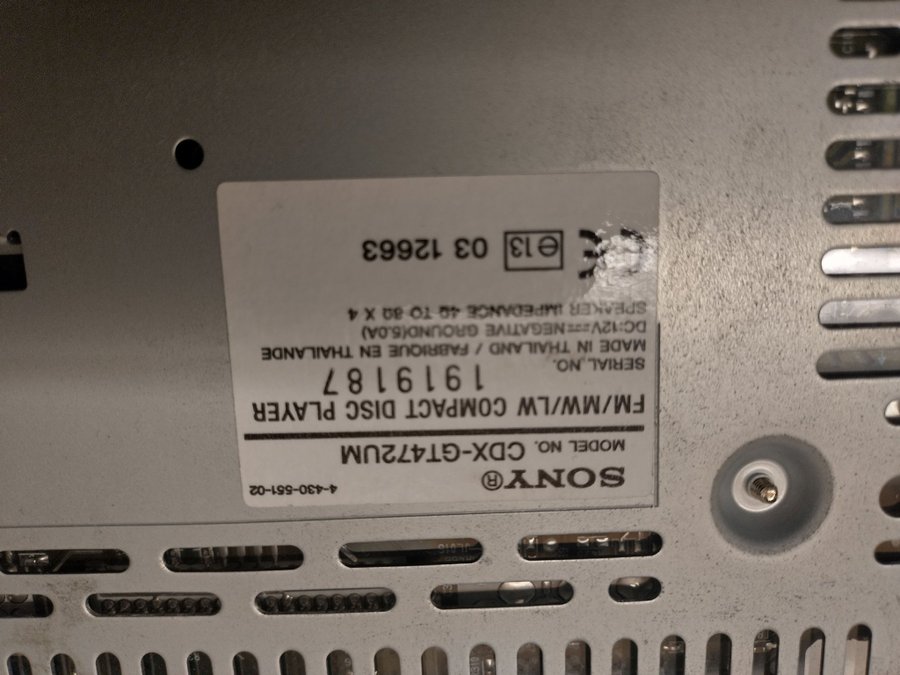 SONY® 4-430-551-02
MODEL NO. CDX-GT472UM
FM/MW/LW COMPACT DISC PLAYER
SERIAL NO. 1919187
MADE IN THAILAND / FABRIQUE EN THAILANDE
DC:12V⎓NEGATIVE GROUND(5.0A)
SPEAKER IMPEDANCE 4Ω TO 8Ω X 4
CE e13 03 12663